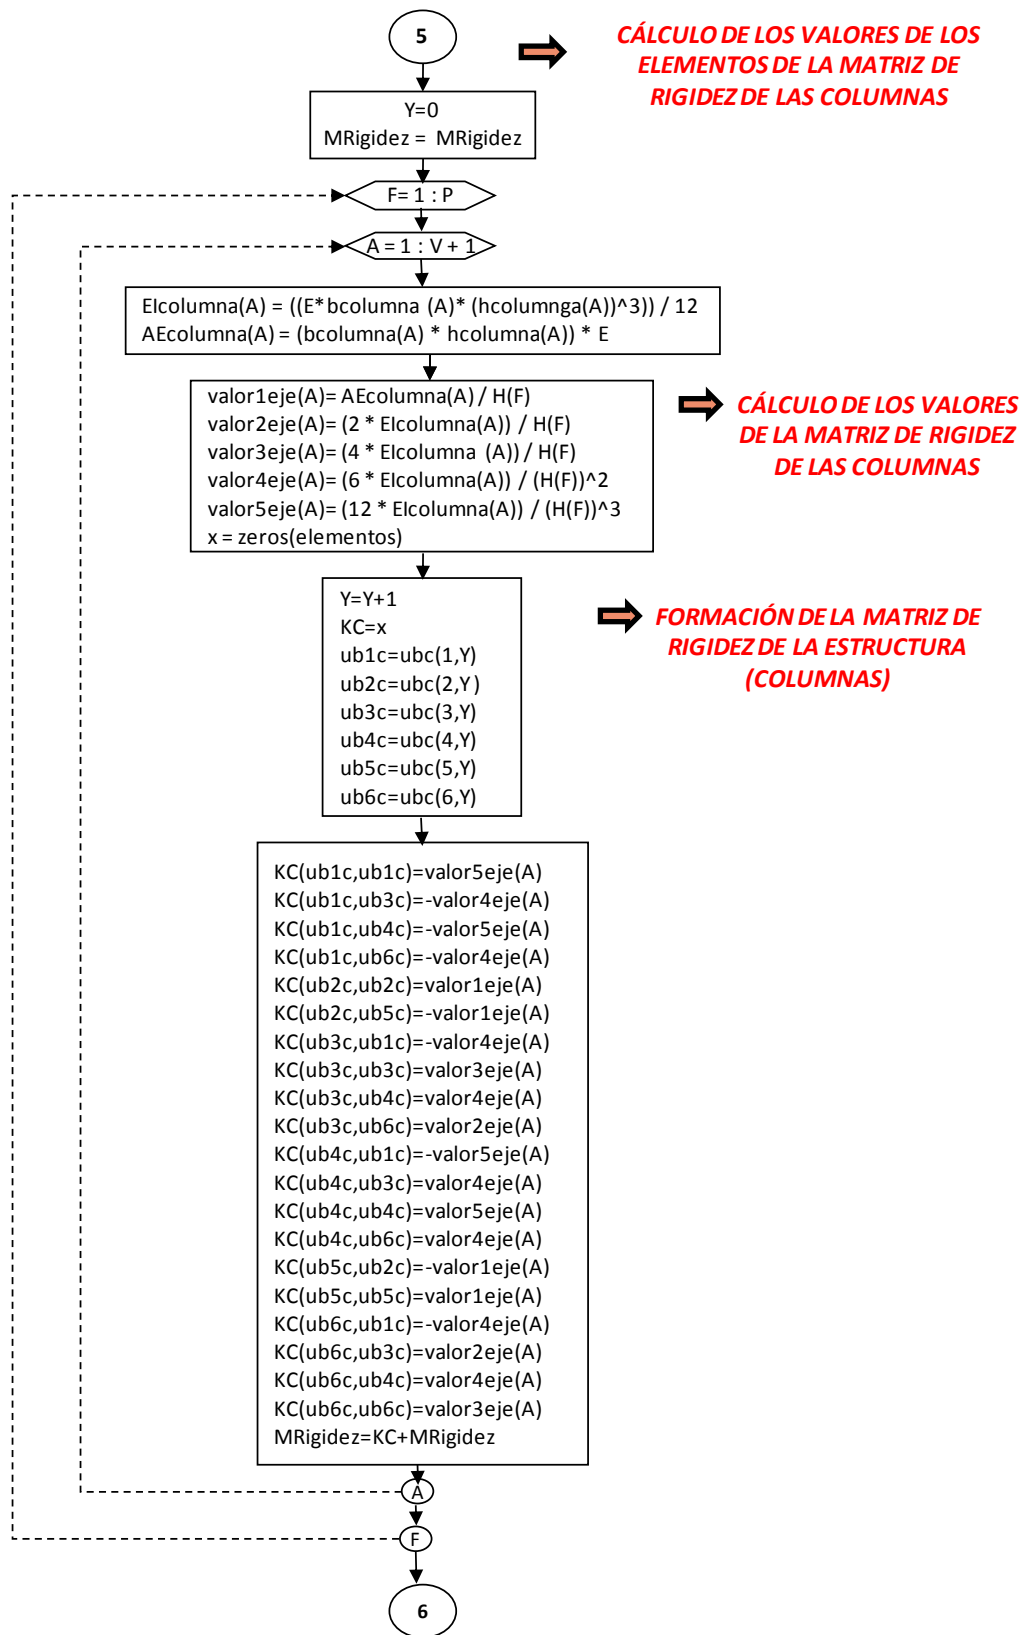 5
CÁLCULO DE LOS VALORES DE LOS
ELEMENTOS DE LA MATRIZ DE
RIGIDEZ DE LAS COLUMNAS
Y=0
MRigidez = MRigidez
F= 1 : P
A = 1 : V + 1
EIcolumna(A) = ((E*bcolumna (A)* (hcolumnga(A))^3)) / 12
AEcolumna(A) = (bcolumna(A) * hcolumna(A)) * E
valor1eje(A)= AEcolumna(A) / H(F)
valor2eje(A)= (2 * EIcolumna(A)) / H(F)
valor3eje(A)= (4 * EIcolumna (A)) / H(F)
valor4eje(A)= (6 * EIcolumna(A)) / (H(F))^2
valor5eje(A)= (12 * EIcolumna(A)) / (H(F))^3
x = zeros(elementos)
CÁLCULO DE LOS VALORES
DE LA MATRIZ DE RIGIDEZ
DE LAS COLUMNAS
Y=Y+1
KC=x
ub1c=ubc(1,Y)
ub2c=ubc(2,Y)
ub3c=ubc(3,Y)
ub4c=ubc(4,Y)
ub5c=ubc(5,Y)
ub6c=ubc(6,Y)
FORMACIÓN DE LA MATRIZ DE
RIGIDEZ DE LA ESTRUCTURA
(COLUMNAS)
KC(ub1c,ub1c)=valor5eje(A)
KC(ub1c,ub3c)=-valor4eje(A)
KC(ub1c,ub4c)=-valor5eje(A)
KC(ub1c,ub6c)=-valor4eje(A)
KC(ub2c,ub2c)=valor1eje(A)
KC(ub2c,ub5c)=-valor1eje(A)
KC(ub3c,ub1c)=-valor4eje(A)
KC(ub3c,ub3c)=valor3eje(A)
KC(ub3c,ub4c)=valor4eje(A)
KC(ub3c,ub6c)=valor2eje(A)
KC(ub4c,ub1c)=-valor5eje(A)
KC(ub4c,ub3c)=valor4eje(A)
KC(ub4c,ub4c)=valor5eje(A)
KC(ub4c,ub6c)=valor4eje(A)
KC(ub5c,ub2c)=-valor1eje(A)
KC(ub5c,ub5c)=valor1eje(A)
KC(ub6c,ub1c)=-valor4eje(A)
KC(ub6c,ub3c)=valor2eje(A)
KC(ub6c,ub4c)=valor4eje(A)
KC(ub6c,ub6c)=valor3eje(A)
MRigidez=KC+MRigidez
A
F
6